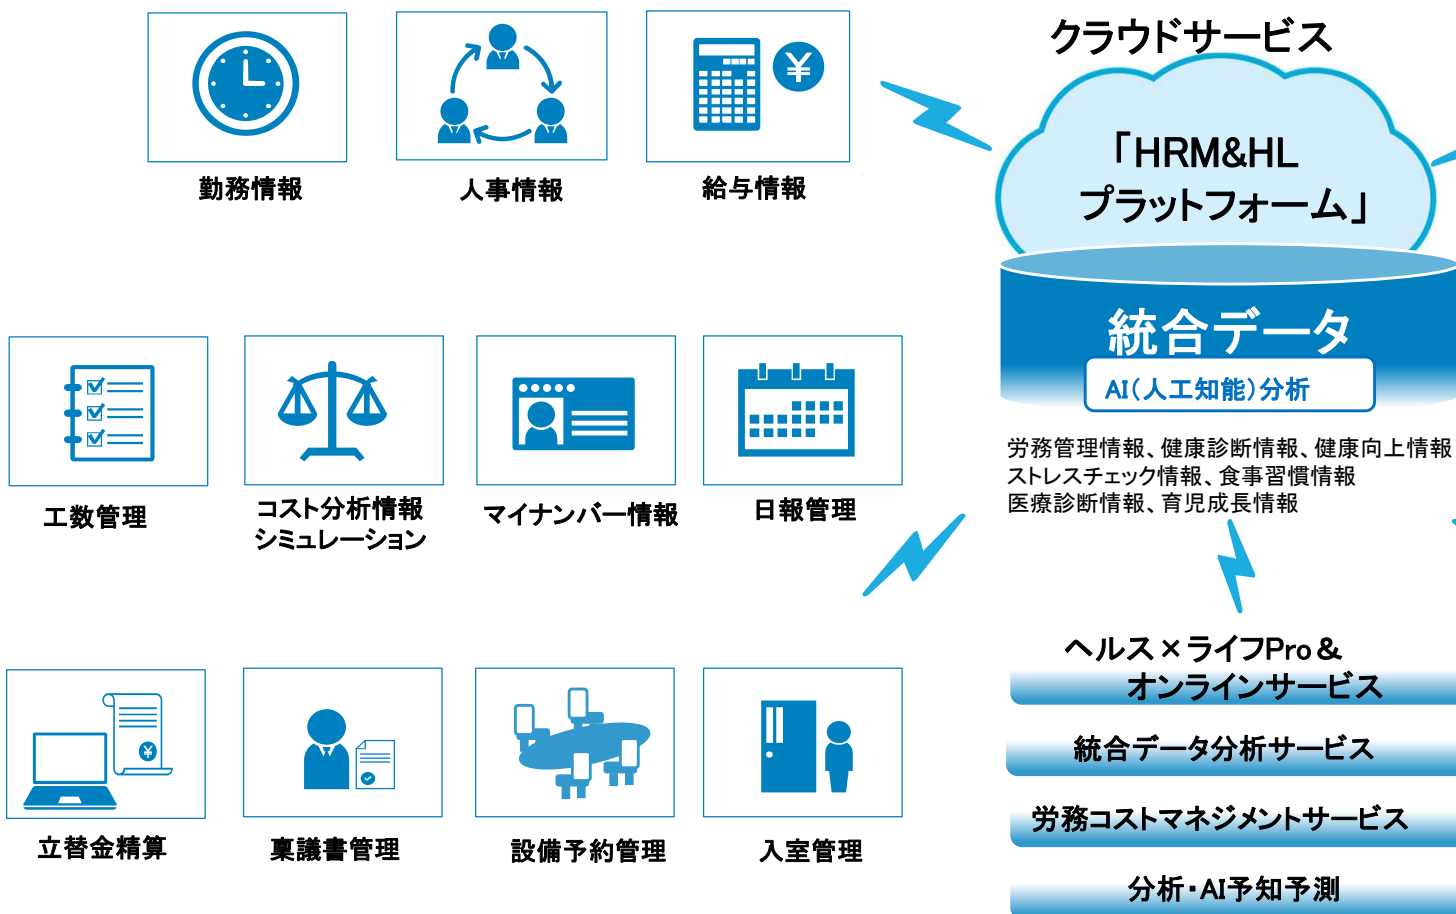 クラウドサービス
「HRM&HL
プラットフォーム」
勤務情報
人事情報
給与情報
統合データ
AI(人工知能)分析
労務管理情報、健康診断情報、健康向上情報
ストレスチェック情報、食事習慣情報
医療診断情報、育児成長情報
工数管理
コスト分析情報
シミュレーション
マイナンバー情報
日報管理
ヘルス×ライフPro&
オンラインサービス
統合データ分析サービス
労務コストマネジメントサービス
分析・AI予知予測
立替金精算
稟議書管理
設備予約管理
入室管理